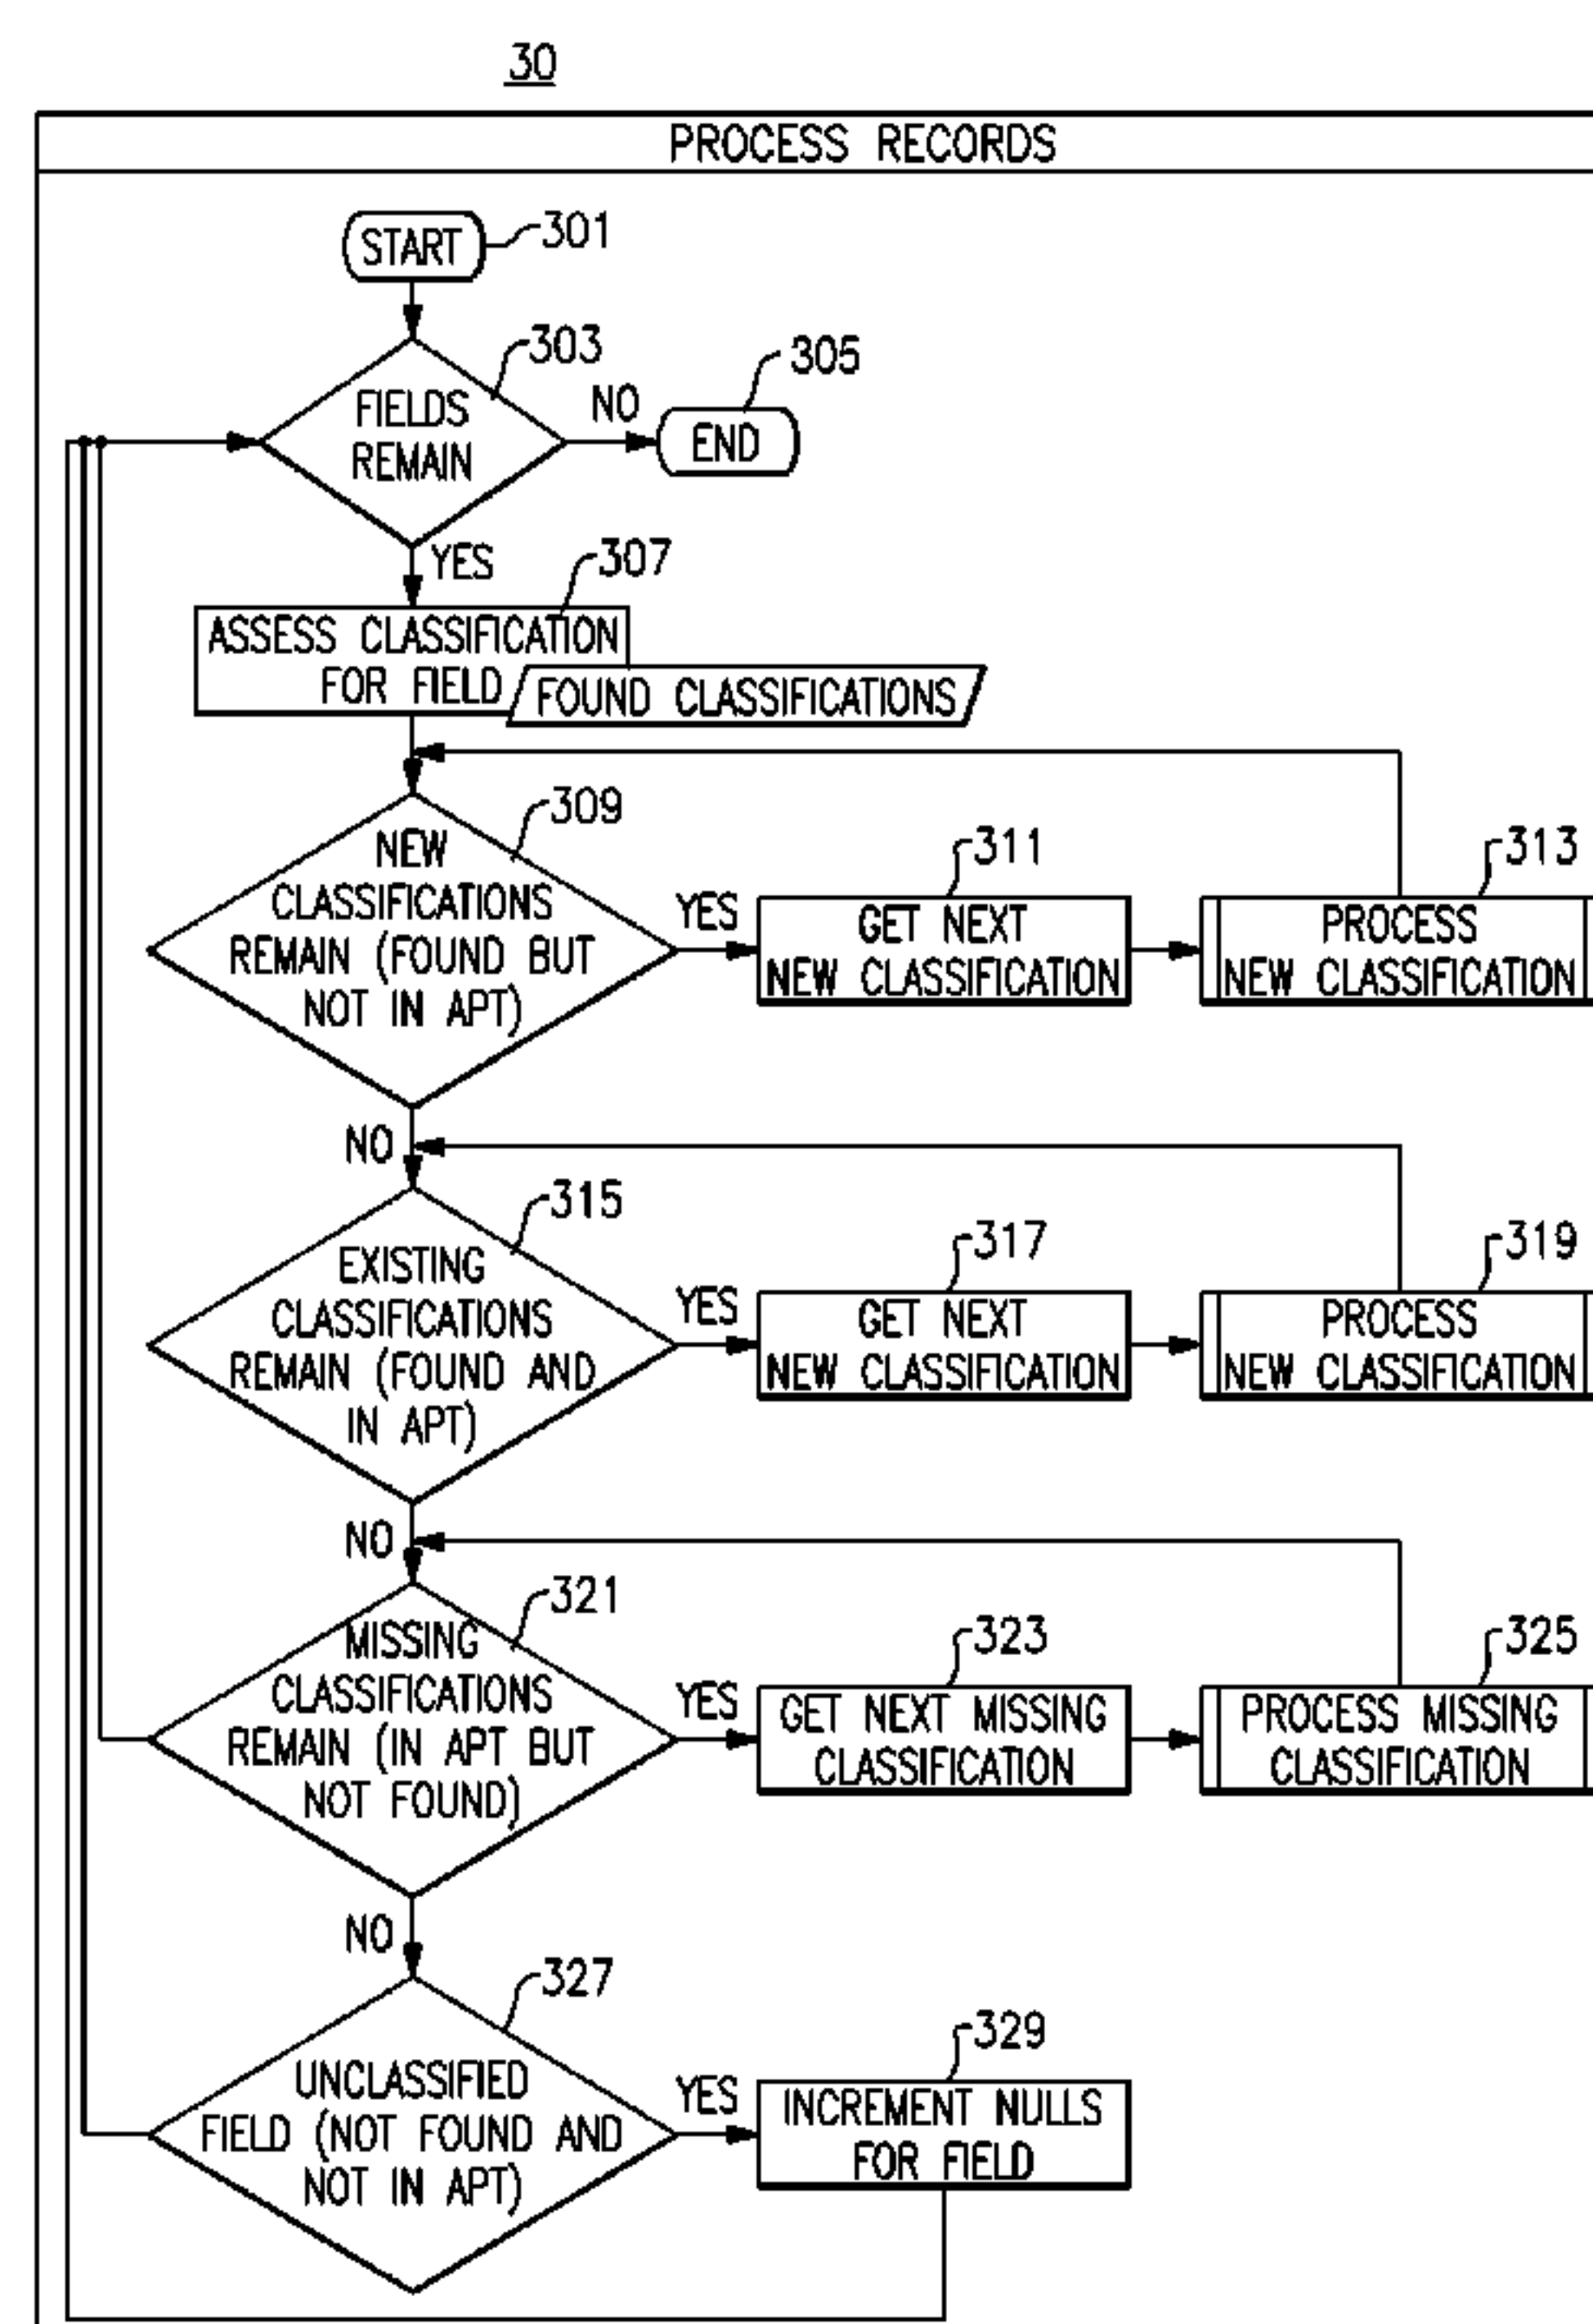 30
PROCESS RECORDS
START
301
303
FIELDS
REMAIN
NO
305
END
YES
307
ASSESS CLASSIFICATION
FOR FIELD
FOUND CLASSIFICATIONS
309
NEW
CLASSIFICATIONS
REMAIN (FOUND BUT
NOT IN APT)
YES
311
GET NEXT
NEW CLASSIFICATION
313
PROCESS
NEW CLASSIFICATION
NO
315
EXISTING
CLASSIFICATIONS
REMAIN (FOUND AND
IN APT)
YES
317
GET NEXT
NEW CLASSIFICATION
319
PROCESS
NEW CLASSIFICATION
NO
321
MISSING
CLASSIFICATIONS
REMAIN (IN APT BUT
NOT FOUND)
YES
323
GET NEXT MISSING
CLASSIFICATION
325
PROCESS MISSING
CLASSIFICATION
NO
327
UNCLASSIFIED
FIELD (NOT FOUND AND
NOT IN APT)
YES
329
INCREMENT NULLS
FOR FIELD